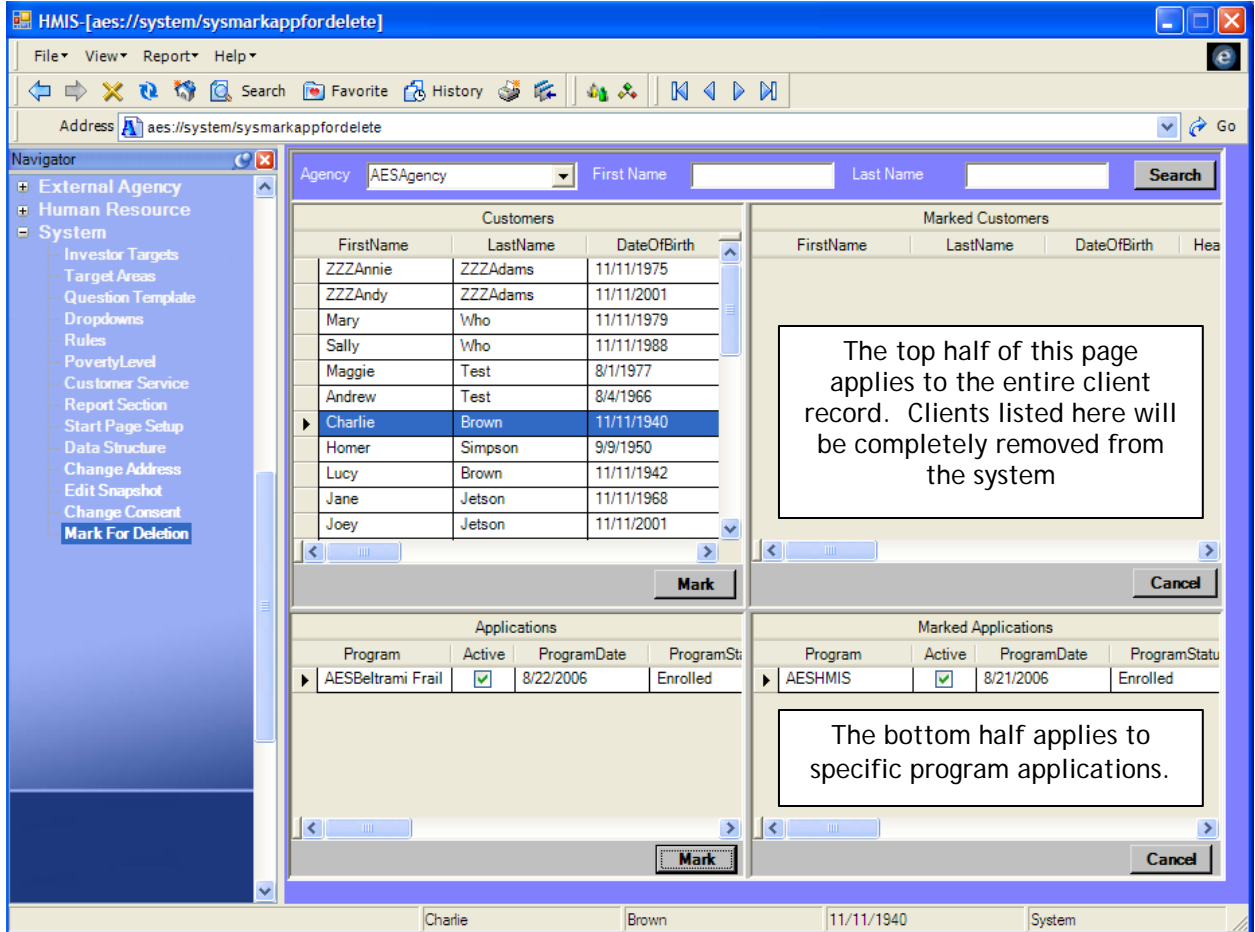 HMIS-[aes://system/sysmarkappfordelete]
File View Report Help
Search Favorite History
Address aes://system/sysmarkappfordelete Go
Navigator
External Agency
Human Resource
System
Investor Targets
Target Areas
Question Template
Dropdowns
Rules
PovertyLevel
Customer Service
Report Section
Start Page Setup
Data Structure
Change Address
Edit Snapshot
Change Consent
Mark For Deletion
Agency AESAgency First Name Last Name Search
Customers
FirstName LastName DateOfBirth
ZZZAnnie ZZZAdams 11/11/1975
ZZZAndy ZZZAdams 11/11/2001
Mary Who 11/11/1979
Sally Who 11/11/1988
Maggie Test 8/1/1977
Andrew Test 8/4/1966
Charlie Brown 11/11/1940
Homer Simpson 9/9/1950
Lucy Brown 11/11/1942
Jane Jetson 11/11/1968
Joey Jetson 11/11/2001
Mark
Marked Customers
FirstName LastName DateOfBirth Hea
The top half of this page
applies to the entire client
record. Clients listed here will
be completely removed from
the system
Cancel
Applications
Program Active ProgramDate ProgramSta
AESBeltrami Frail 8/22/2006 Enrolled
Mark
Marked Applications
Program Active ProgramDate ProgramStatu
AESHMIS 8/21/2006 Enrolled
The bottom half applies to
specific program applications.
Cancel
Charlie Brown 11/11/1940 System